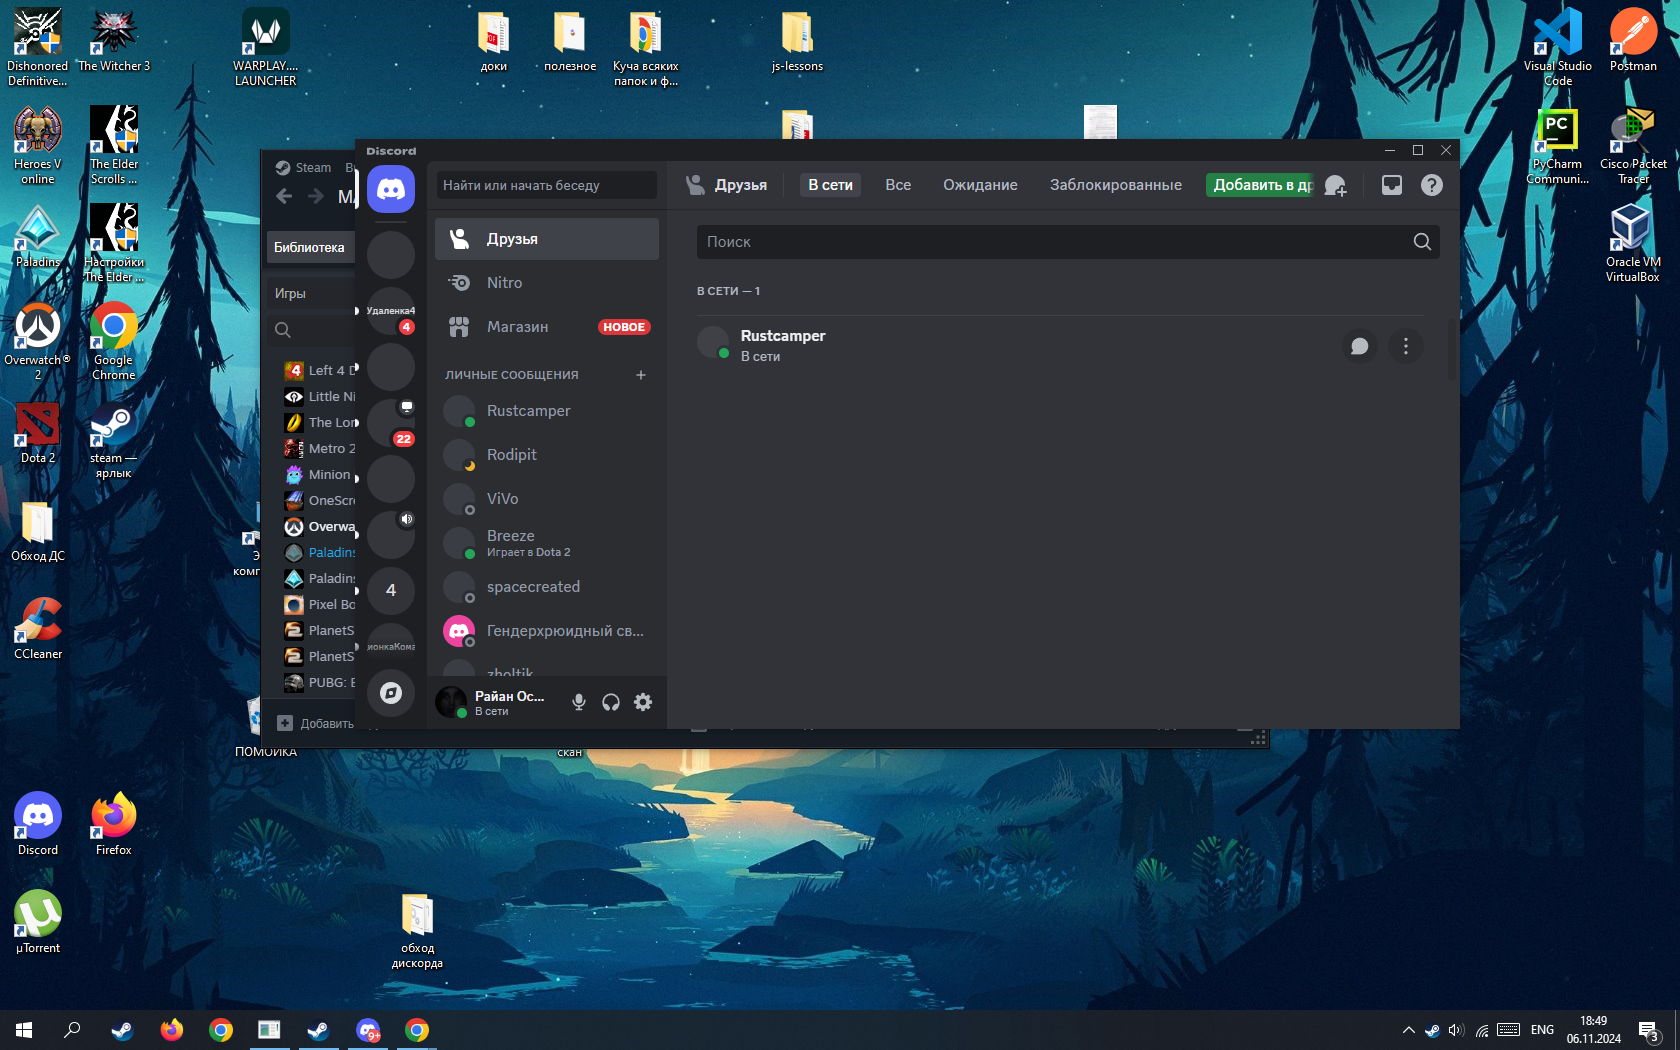 Dishonored
Definitive...
The Witcher 3
WARPLAY....
LAUNCHER
доки
полезное
Куча всяких
папок и ф...
js-lessons
Visual Studio
Code
Postman
Heroes V
online
The Elder
Scrolls ...
PyCharm
Communi...
Cisco Packet
Tracer
Paladins
Настройки
The Elder ...
Oracle VM
VirtualBox
Overwatch®
2
Google
Chrome
Dota 2
steam —
ярлык
Обход ДС
CCleaner
Discord
Firefox
µTorrent
ПОМОЙКА
скан
обход
дискорда
Steam
Библиотека
Игры
Left 4 D
Little Ni
The Lon
Metro 2
Minion
OneScre
Overwa
Paladins
Paladins
Pixel Bo
PlanetS
PlanetS
PUBG: E
Добавить
Discord
Удаленка4
4
22
4
Найти или начать беседу
Друзья
Nitro
Магазин
НОВОЕ
ЛИЧНЫЕ СООБЩЕНИЯ
Rustcamper
Rodipit
ViVo
Breeze
Играет в Dota 2
spacecreated
Гендерхрюидный св...
zholtik
Райан Ос...
В сети
Друзья
В сети
Все
Ожидание
Заблокированные
Добавить в др
Поиск
В СЕТИ — 1
Rustcamper
В сети
9+
ENG
18:49
06.11.2024
3